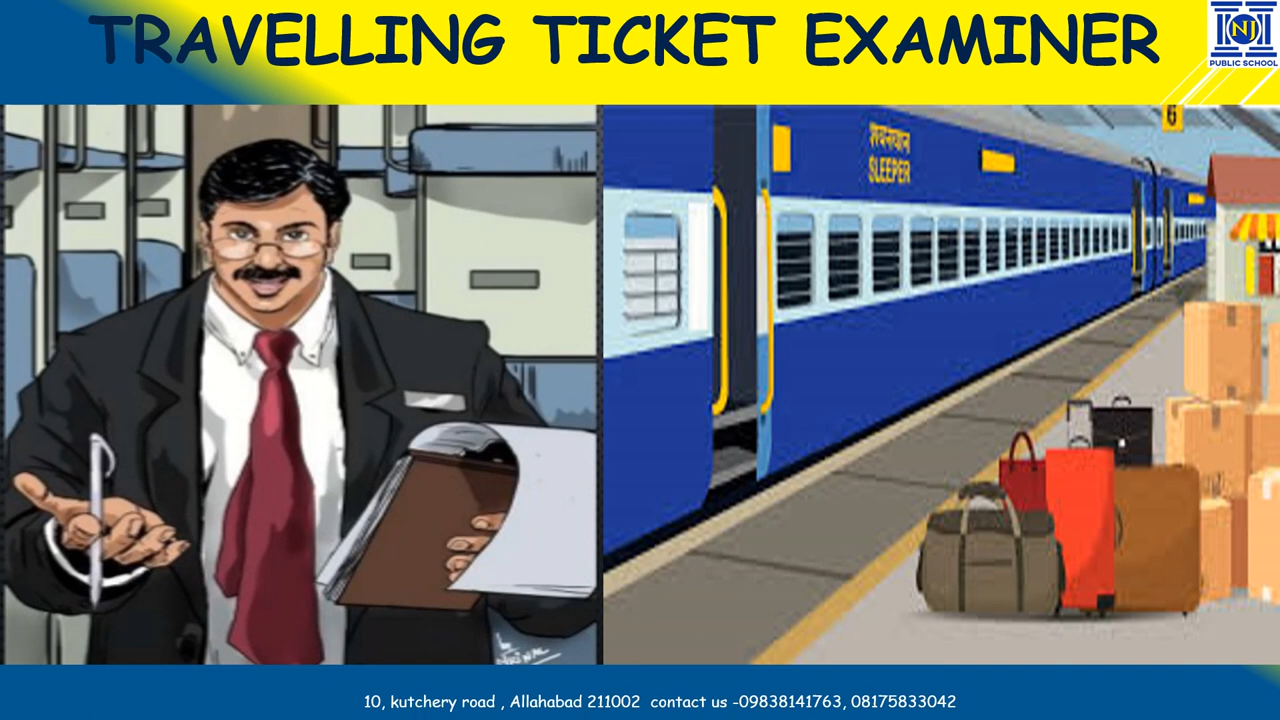 TRAVELLING TICKET EXAMINER
NJ
PUBLIC SCHOOL
6
शयनयान
SLEEPER
10, kutchery road , Allahabad 211002 contact us -09838141763, 08175833042